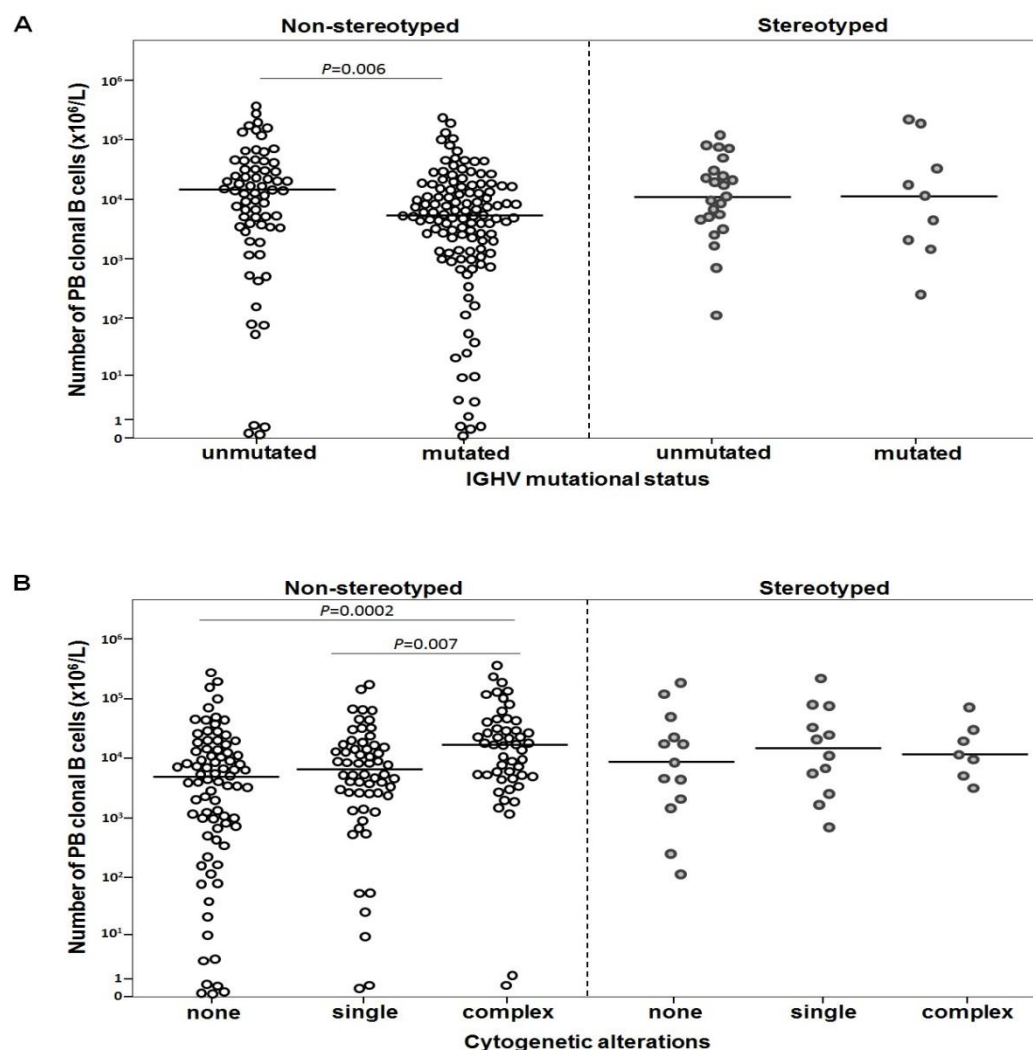 A
Non-stereotyped
Stereotyped
P=0.006
Number of PB clonal B cells (x10⁶/L)
10⁶
10⁵
10⁴
10³
10²
10¹
1
0
unmutated
mutated
unmutated
mutated
IGHV mutational status
B
Non-stereotyped
Stereotyped
P=0.0002
P=0.007
Number of PB clonal B cells (x10⁶/L)
10⁶
10⁵
10⁴
10³
10²
10¹
1
0
none
single
complex
none
single
complex
Cytogenetic alterations